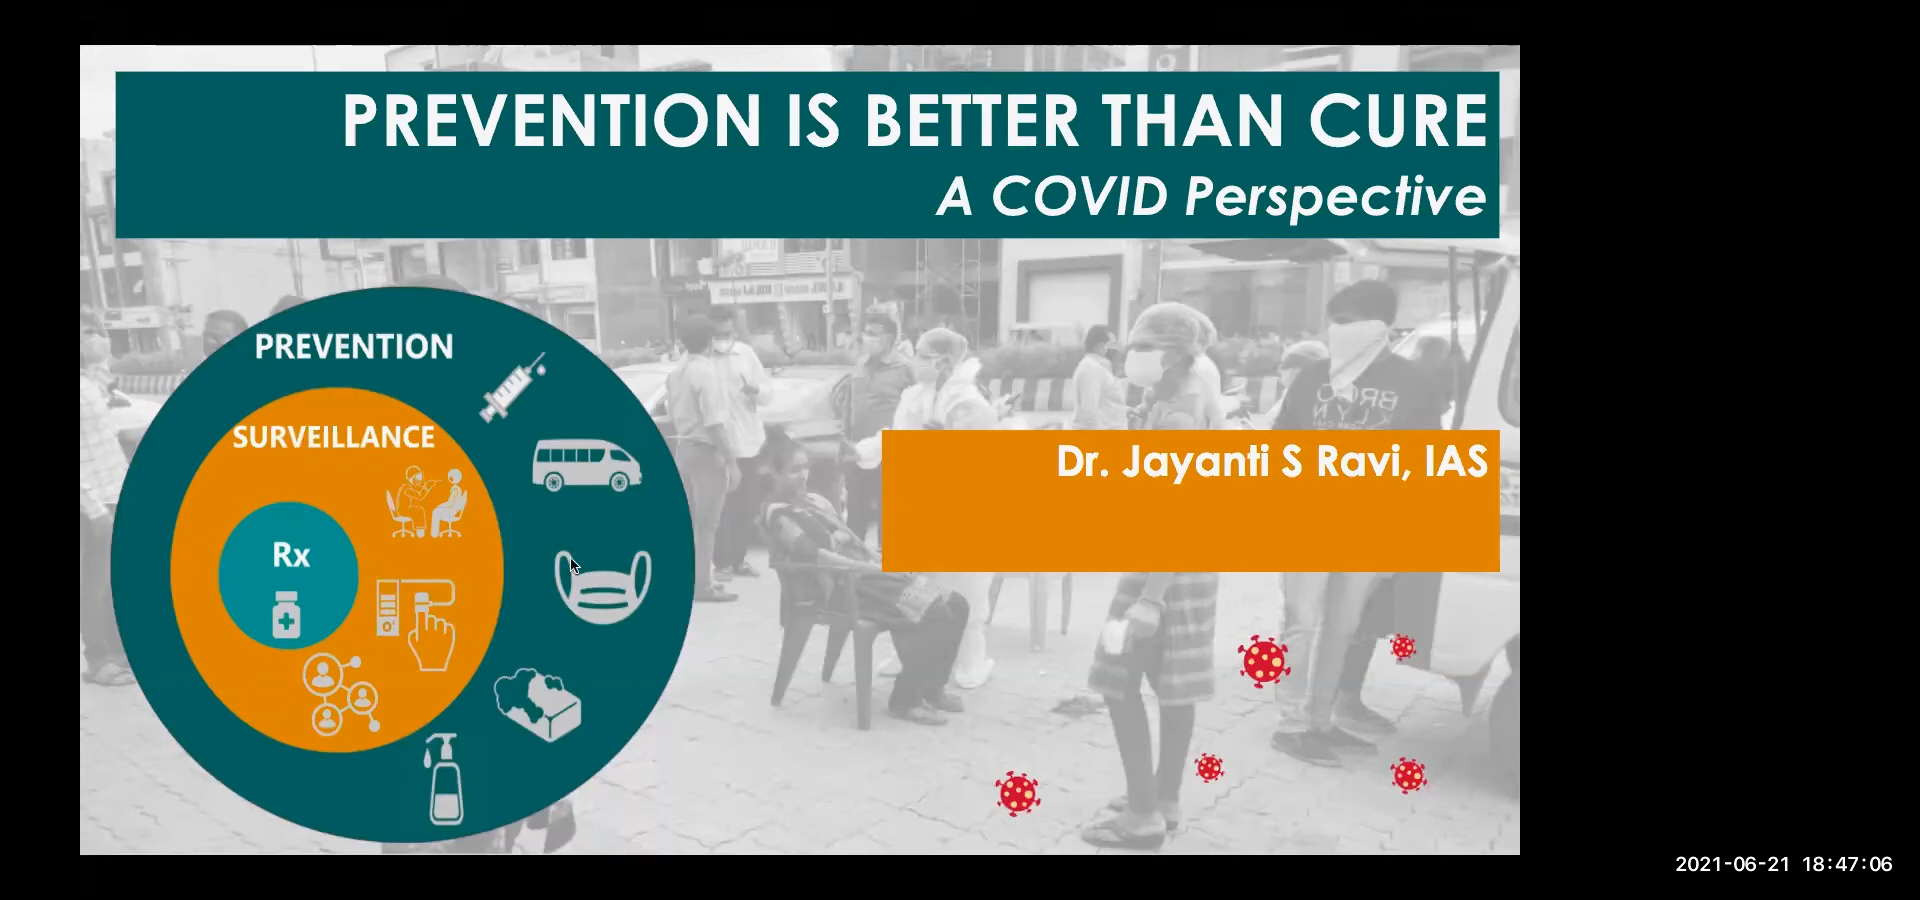 PREVENTION IS BETTER THAN CURE
A COVID Perspective
PREVENTION
SURVEILLANCE
Rx
Dr. Jayanti S Ravi, IAS
2021-06-21 18:47:06